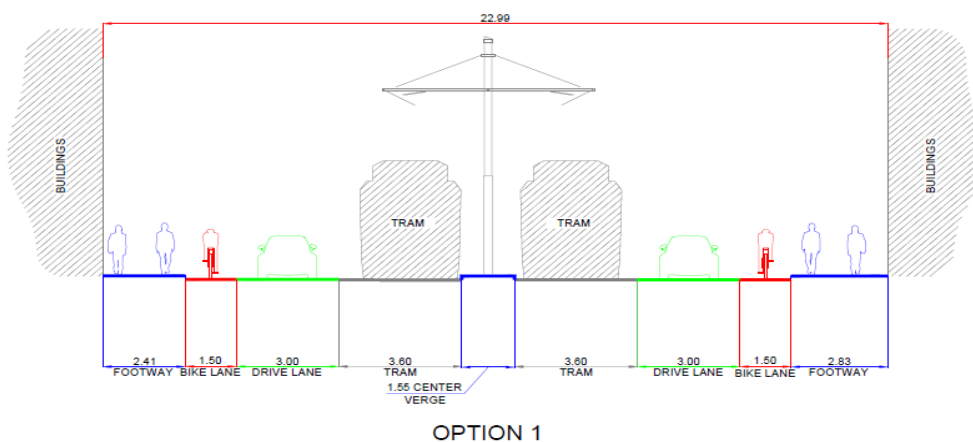 22.99
BUILDINGS
BUILDINGS
TRAM
TRAM
2.41
1.50
3.00
3.60
3.60
3.00
1.50
2.83
FOOTWAY
BIKE LANE
DRIVE LANE
TRAM
TRAM
DRIVE LANE
BIKE LANE
FOOTWAY
1.55 CENTER
VERGE
OPTION 1